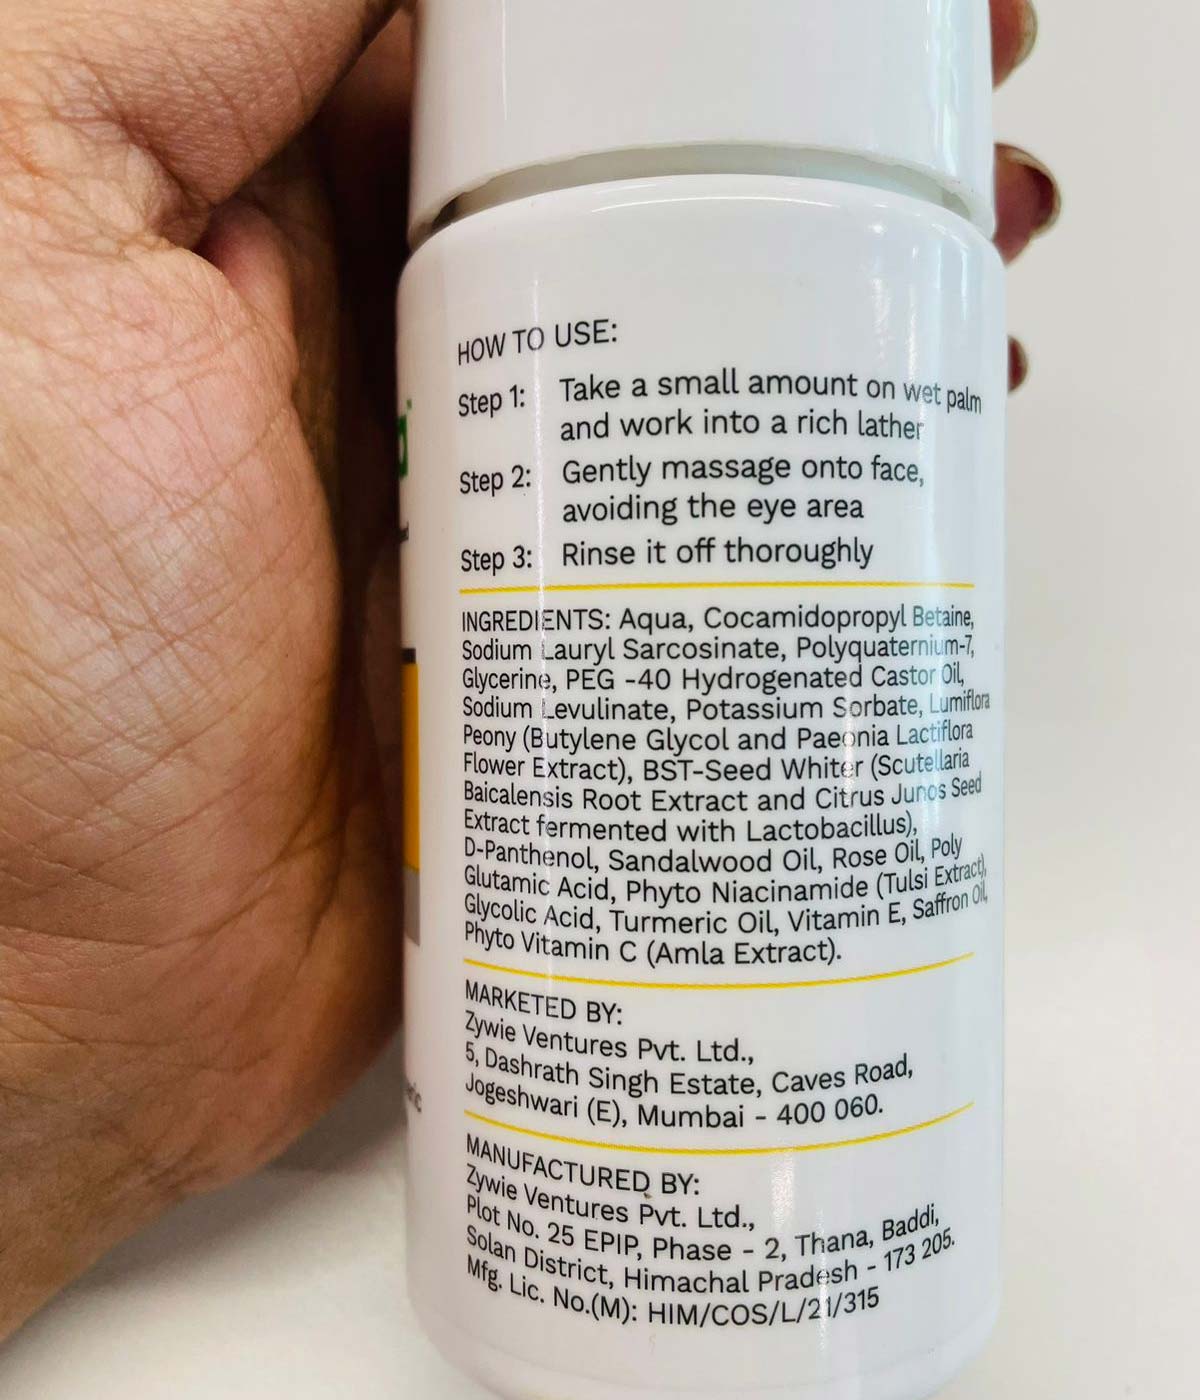 HOW TO USE:
Step 1: Take a small amount on wet palm
and work into a rich lather
Step 2: Gently massage onto face,
avoiding the eye area
Step 3: Rinse it off thoroughly
INGREDIENTS: Aqua, Cocamidopropyl Betaine,
Sodium Lauryl Sarcosinate, Polyquaternium-7,
Glycerine, PEG -40 Hydrogenated Castor Oil,
Sodium Levulinate, Potassium Sorbate, Lumiflora
Peony (Butylene Glycol and Paeonia Lactiflora
Flower Extract), BST-Seed Whiter (Scutellaria
Baicalensis Root Extract and Citrus Junos Seed
Extract fermented with Lactobacillus),
D-Panthenol, Sandalwood Oil, Rose Oil, Poly
Glutamic Acid, Phyto Niacinamide (Tulsi Extract),
Glycolic Acid, Turmeric Oil, Vitamin E, Saffron Oil,
Phyto Vitamin C (Amla Extract).
MARKETED BY:
Zywie Ventures Pvt. Ltd.,
5, Dashrath Singh Estate, Caves Road,
Jogeshwari (E), Mumbai - 400 060.
MANUFACTURED BY:
Zywie Ventures Pvt. Ltd.,
Plot No. 25 EPIP, Phase - 2, Thana, Baddi,
Solan District, Himachal Pradesh - 173 205.
Mfg. Lic. No.(M): HIM/COS/L/21/315